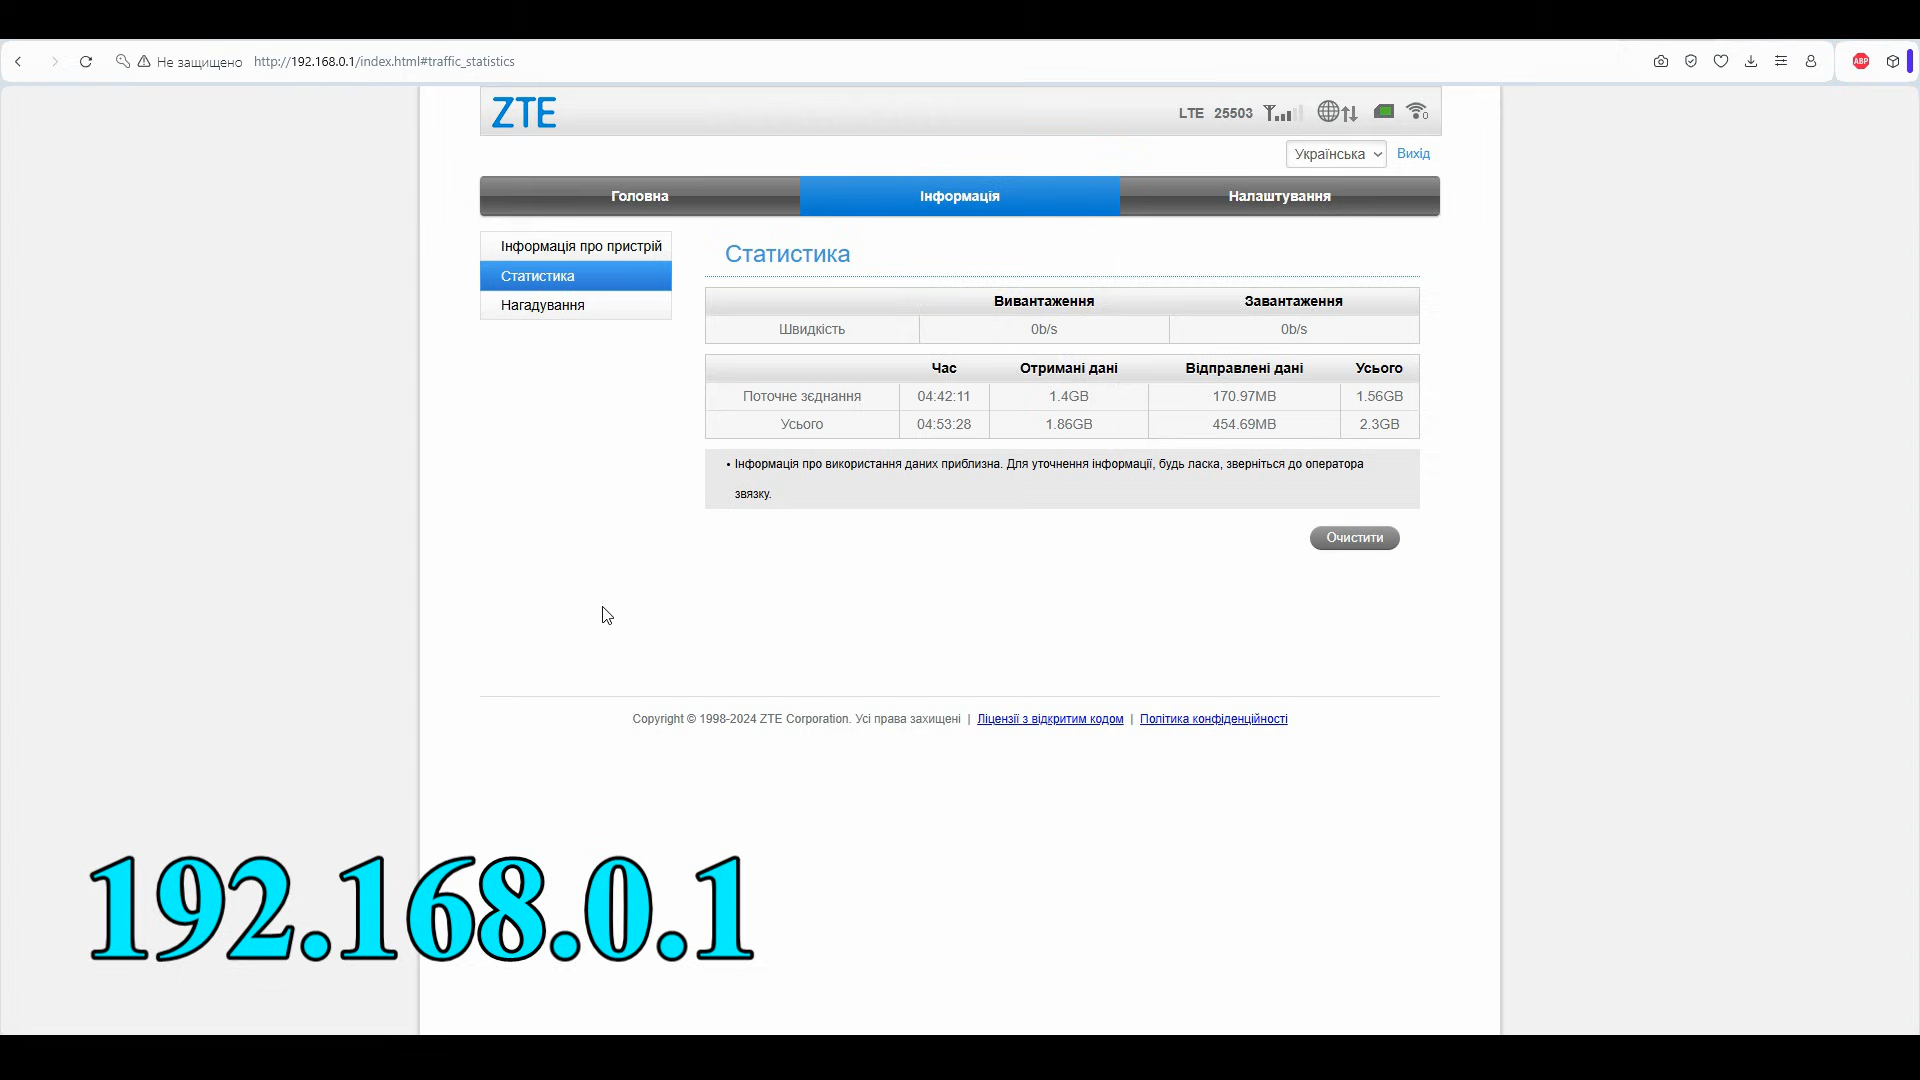 Не защищено http://192.168.0.1/index.html#traffic_statistics ABP
ZTE LTE 25503 0
Українська Вихід
Головна Інформація Налаштування
Інформація про пристрій
Статистика
Нагадування
Статистика
Вивантаження Завантаження
Швидкість 0b/s 0b/s
Час Отримані дані Відправлені дані Усього
Поточне зєднання 04:42:11 1.4GB 170.97MB 1.56GB
Усього 04:53:28 1.86GB 454.69MB 2.3GB
• Інформація про використання даних приблизна. Для уточнення інформації, будь ласка, зверніться до оператора
звязку.
Очистити
Copyright © 1998-2024 ZTE Corporation. Усі права захищені | Ліцензії з відкритим кодом | Політика конфіденційності
192.168.0.1